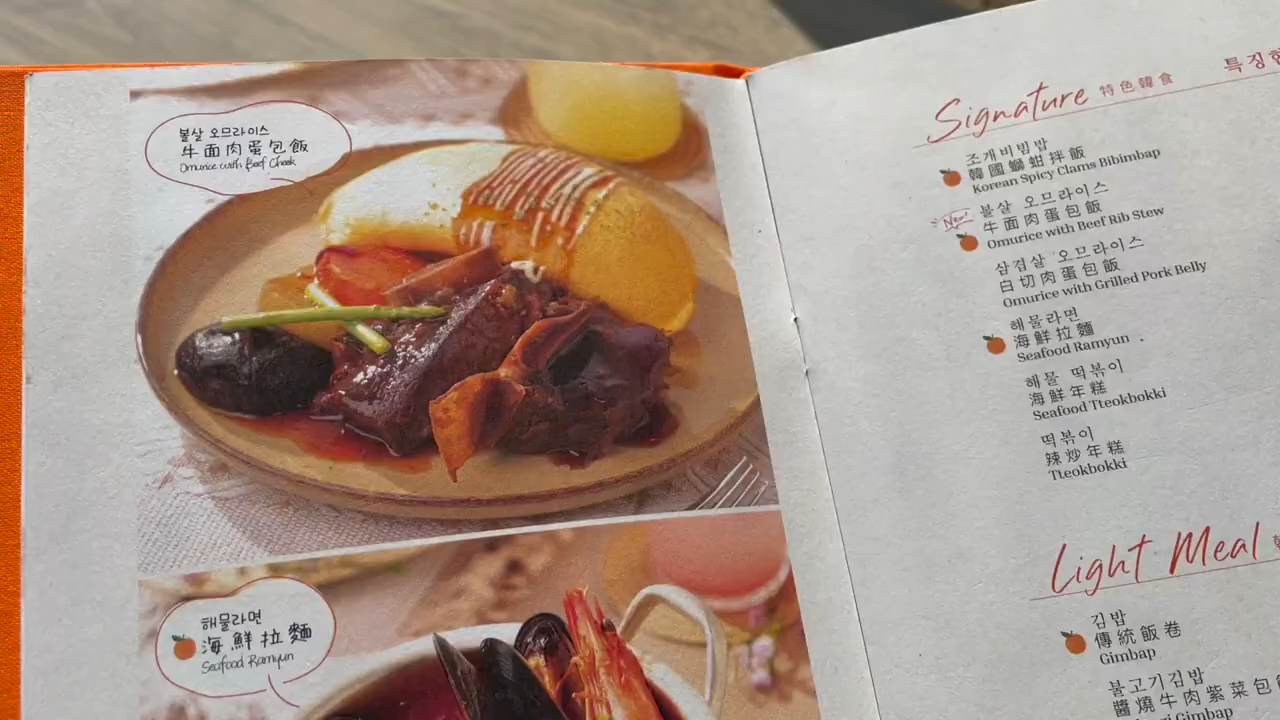 볼살 오므라이스
牛面肉蛋包飯
Omurice with Beef Cheek
해물라면
海鮮拉麵
Seafood Ramyun
Signature 特色韓食
조개비빔밥
韓國螄蚶拌飯
Korean Spicy Clams Bibimbap
New!
볼살 오므라이스
牛面肉蛋包飯
Omurice with Beef Rib Stew
삼겹살 오므라이스
白切肉蛋包飯
Omurice with Grilled Pork Belly
해물라면
海鮮拉麵
Seafood Ramyun
해물 떡볶이
海鮮年糕
Seafood Tteokbokki
떡볶이
辣炒年糕
Tteokbokki
Light Meal
김밥
傳統飯卷
Gimbap
불고기김밥
醬燒牛肉紫菜包
Gimbap